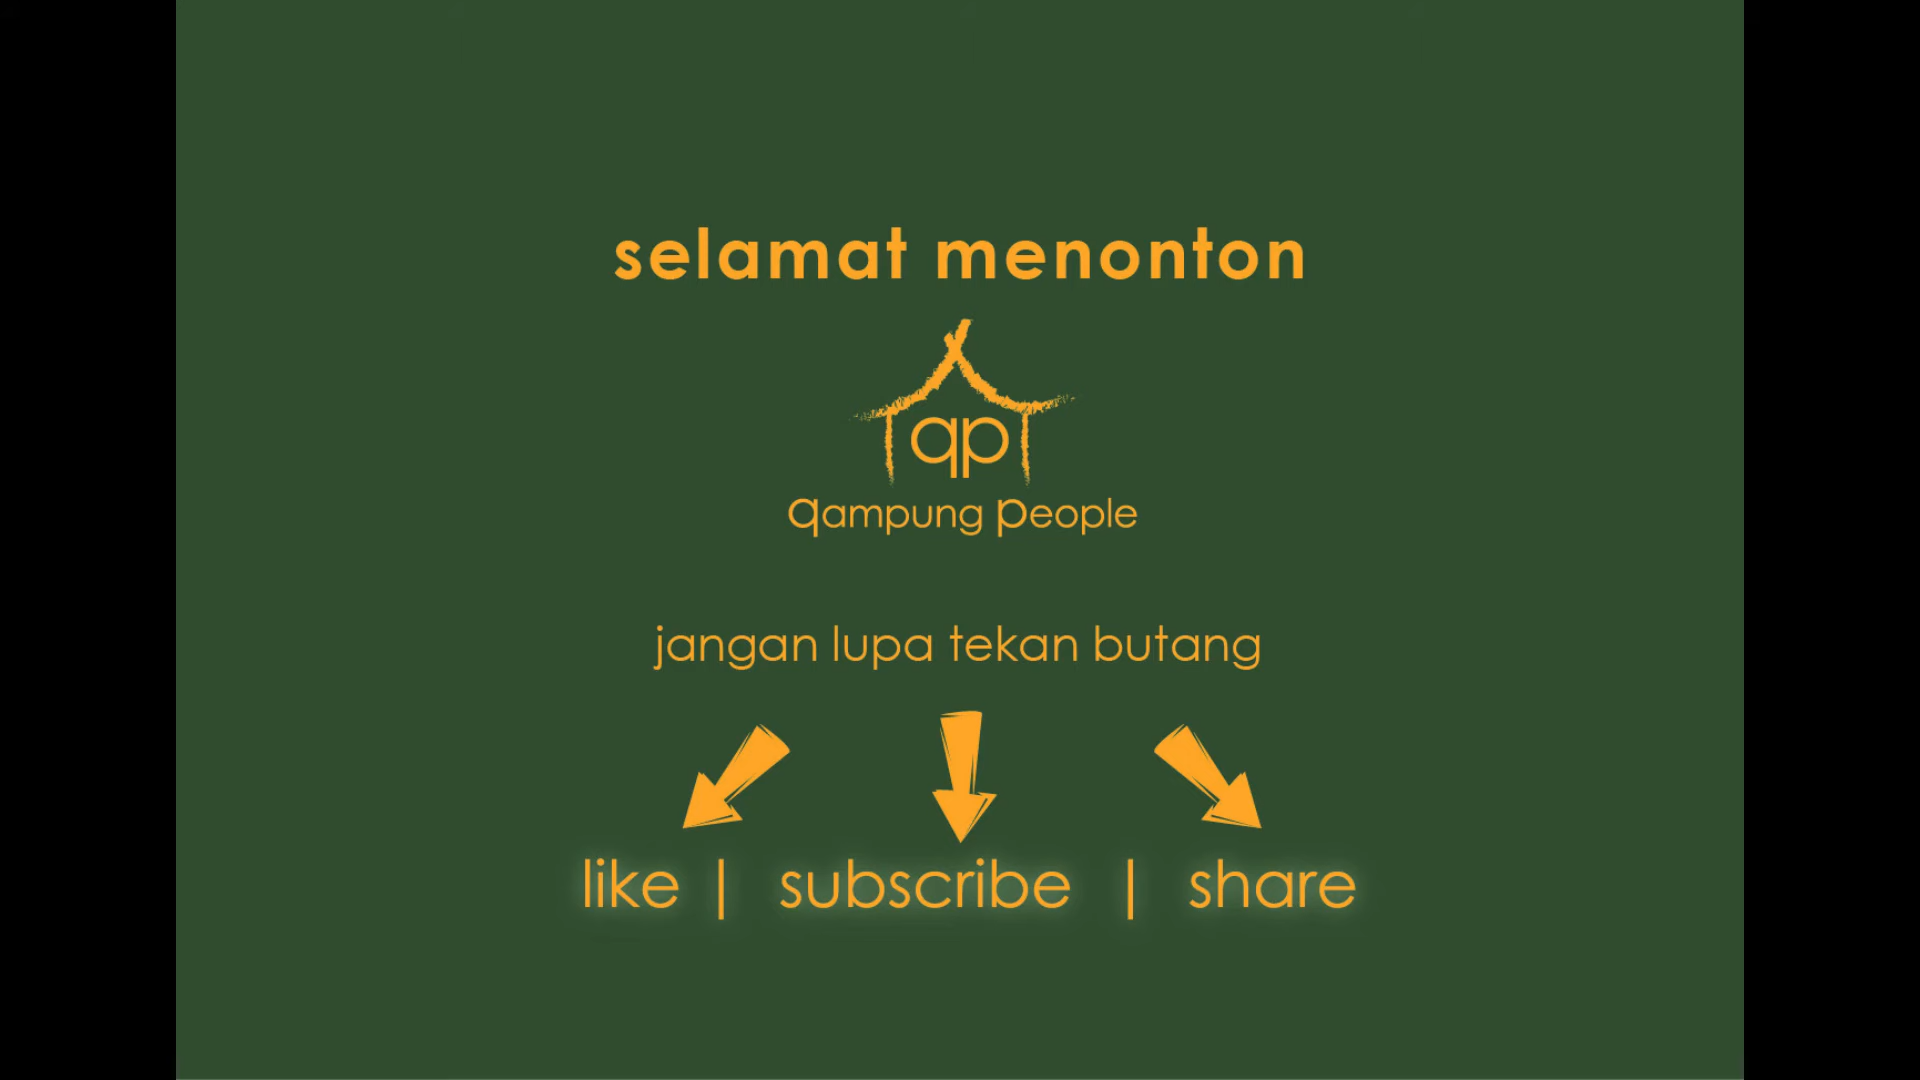 selamat menonton
qp
qampung people
jangan lupa tekan butang
like | subscribe | share